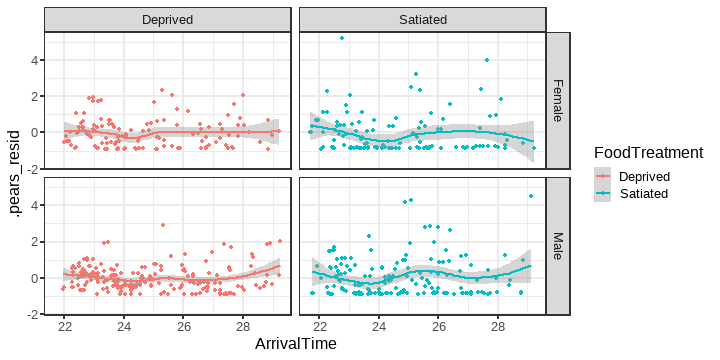 Deprived Satiated
4
2
0
-2
Female
4
2
0
-2
Male
22 24 26 28 22 24 26 28
ArrivalTime
.pears_resid
FoodTreatment
Deprived
Satiated